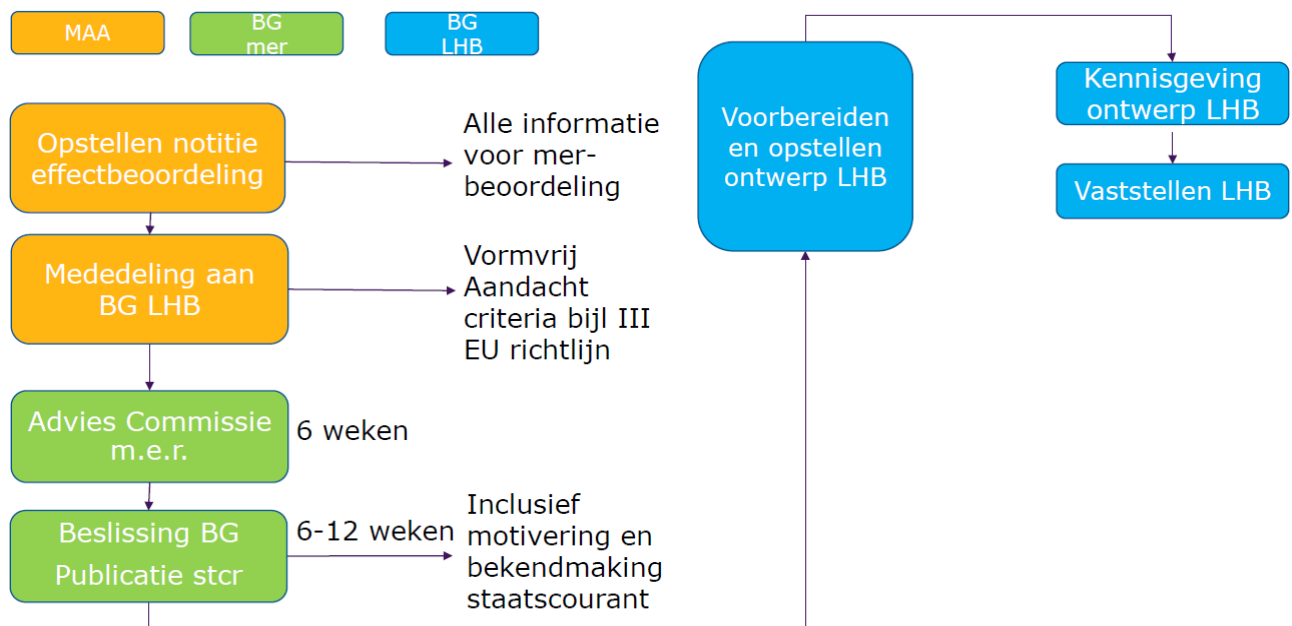 MAA
BG
mer
BG
LHB
Opstellen notitie
effectbeoordeling
Alle informatie
voor mer-
beoordeling
Mededeling aan
BG LHB
Vormvrij
Aandacht
criteria bijl III
EU richtlijn
Advies Commissie
m.e.r.
6 weken
Beslissing BG
Publicatie stcr
6-12 weken
Inclusief
motivering en
bekendmaking
staatscourant
Voorbereiden
en opstellen
ontwerp LHB
Kennisgeving
ontwerp LHB
Vaststellen LHB